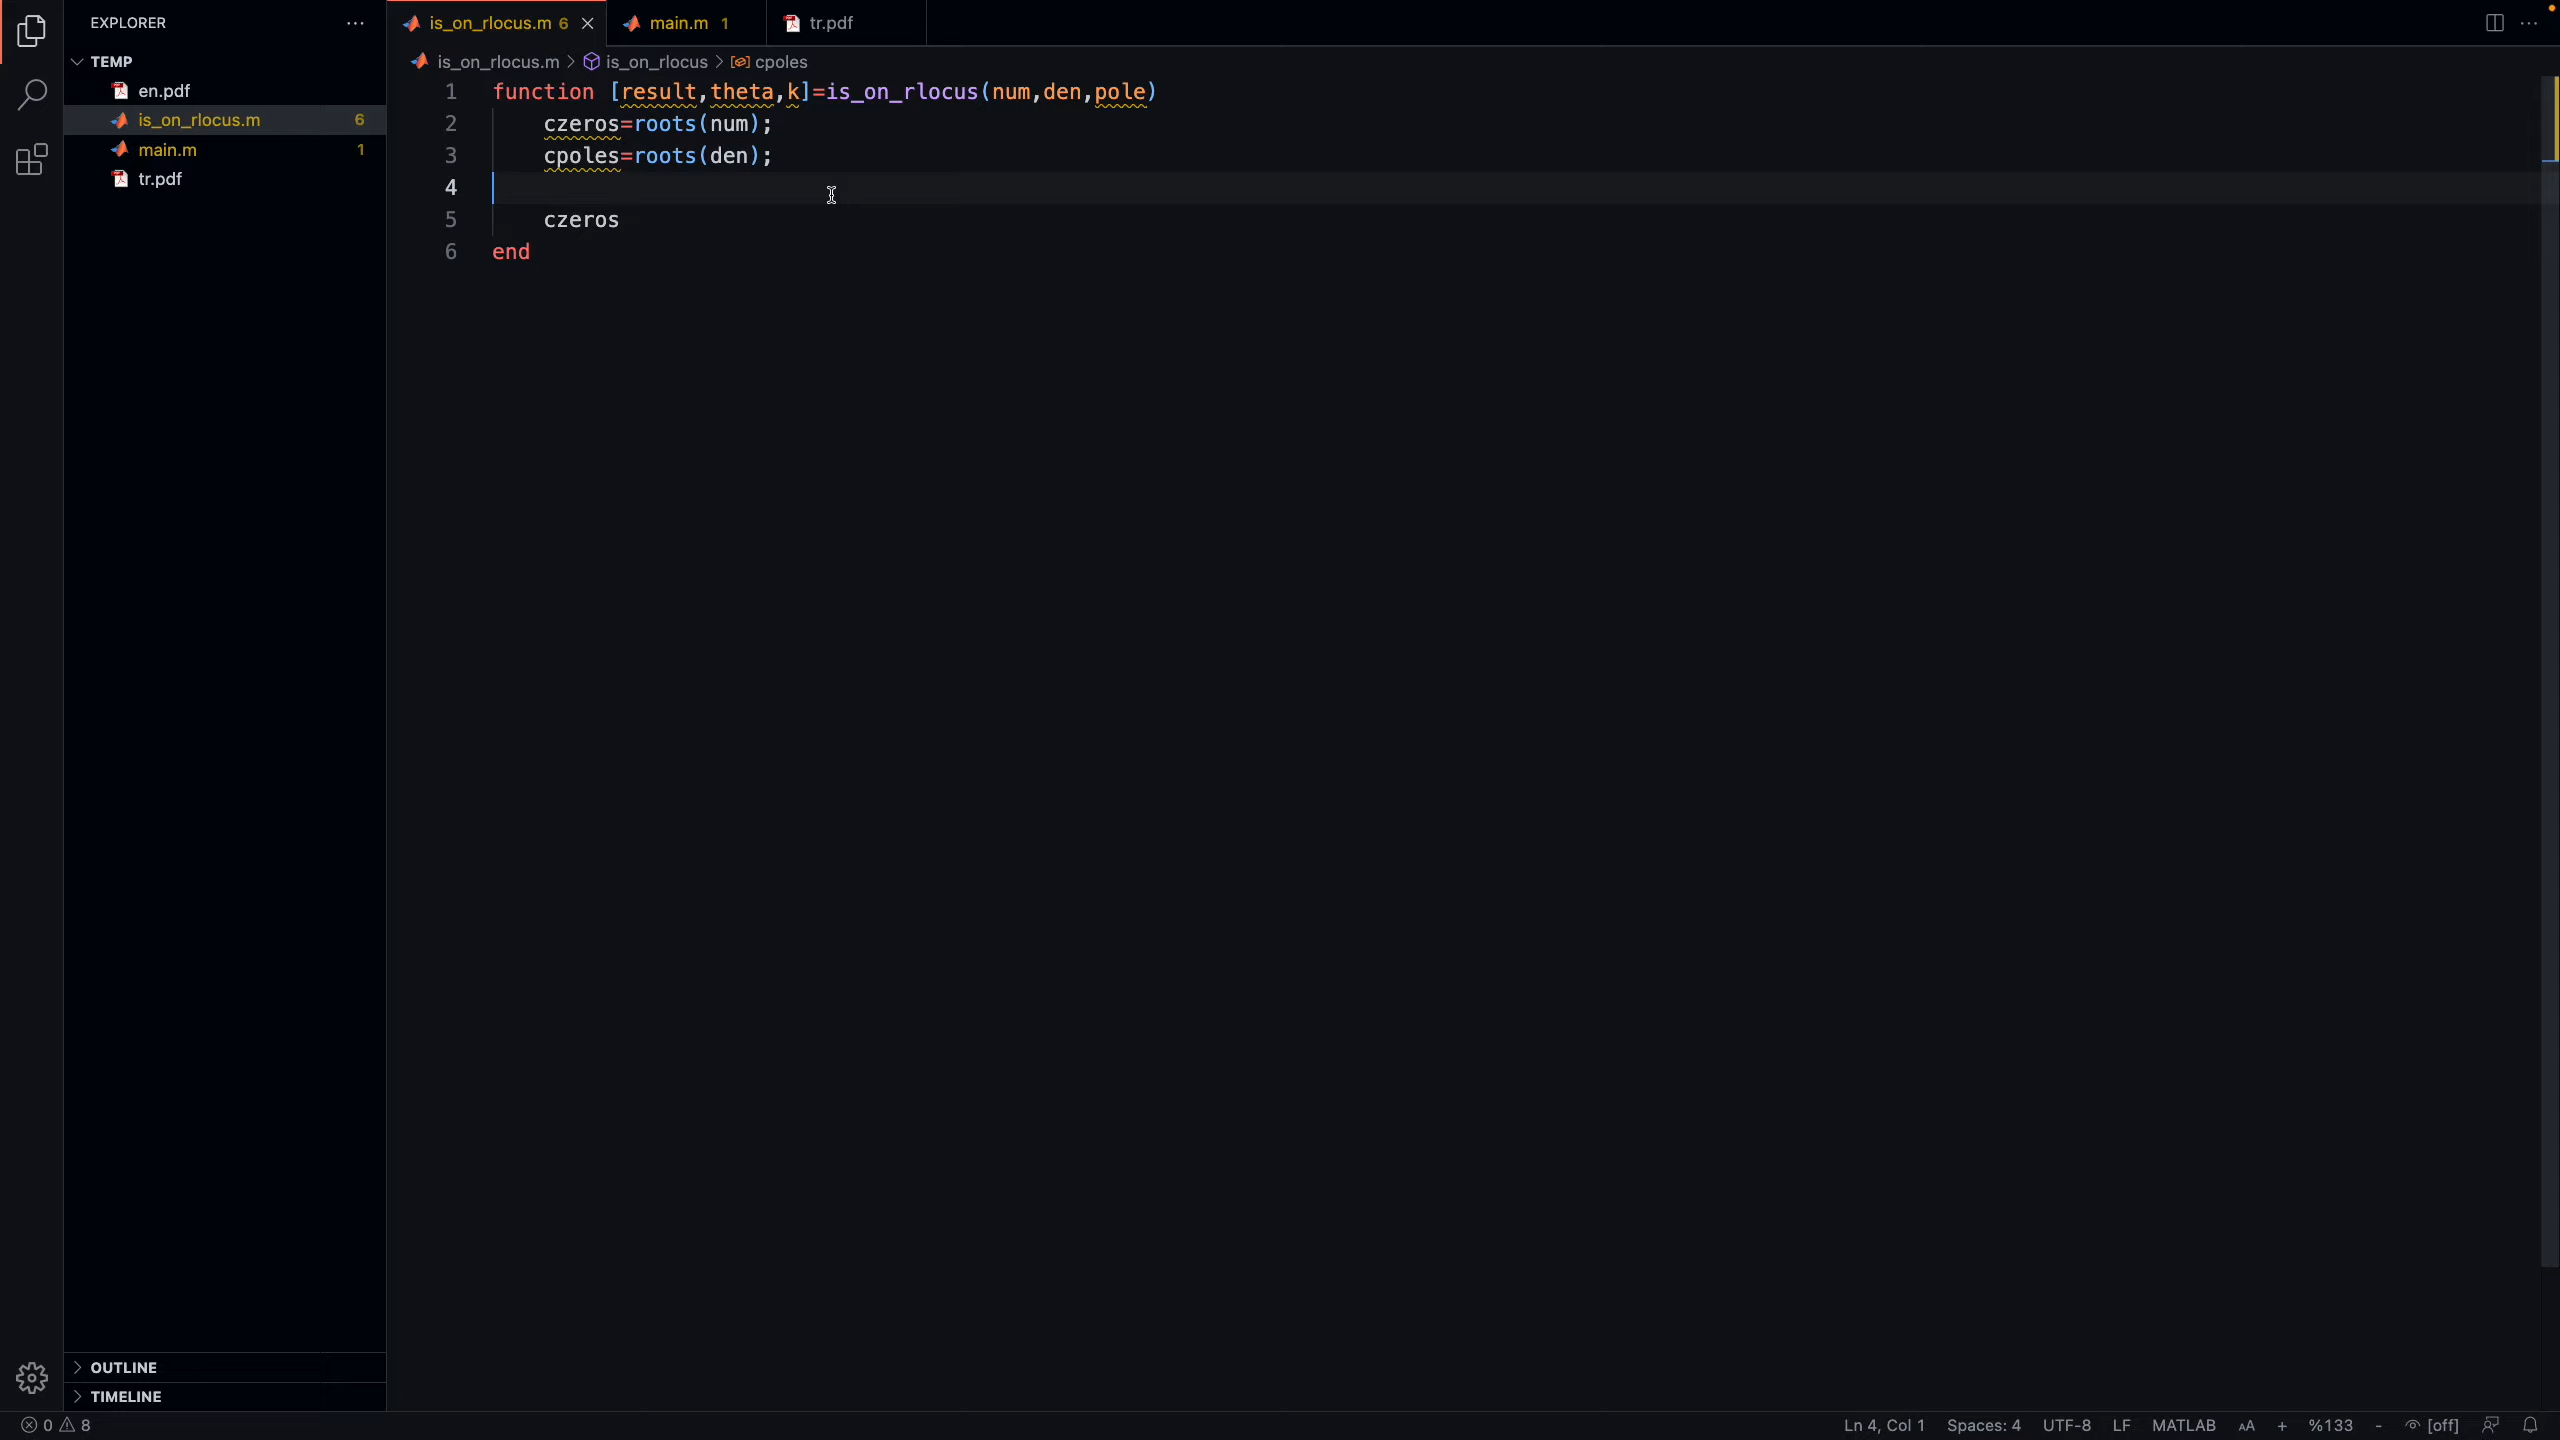 EXPLORER
TEMP
en.pdf
is_on_rlocus.m 6
main.m 1
tr.pdf
OUTLINE
TIMELINE
is_on_rlocus.m 6
main.m 1
tr.pdf
is_on_rlocus.m > is_on_rlocus > cpoles
1 function [result,theta,k]=is_on_rlocus(num,den,pole)
2 czeros=roots(num);
3 cpoles=roots(den);
4
5 czeros
6 end
0 8 Ln 4, Col 1 Spaces: 4 UTF-8 LF MATLAB AA + %133 - [off]